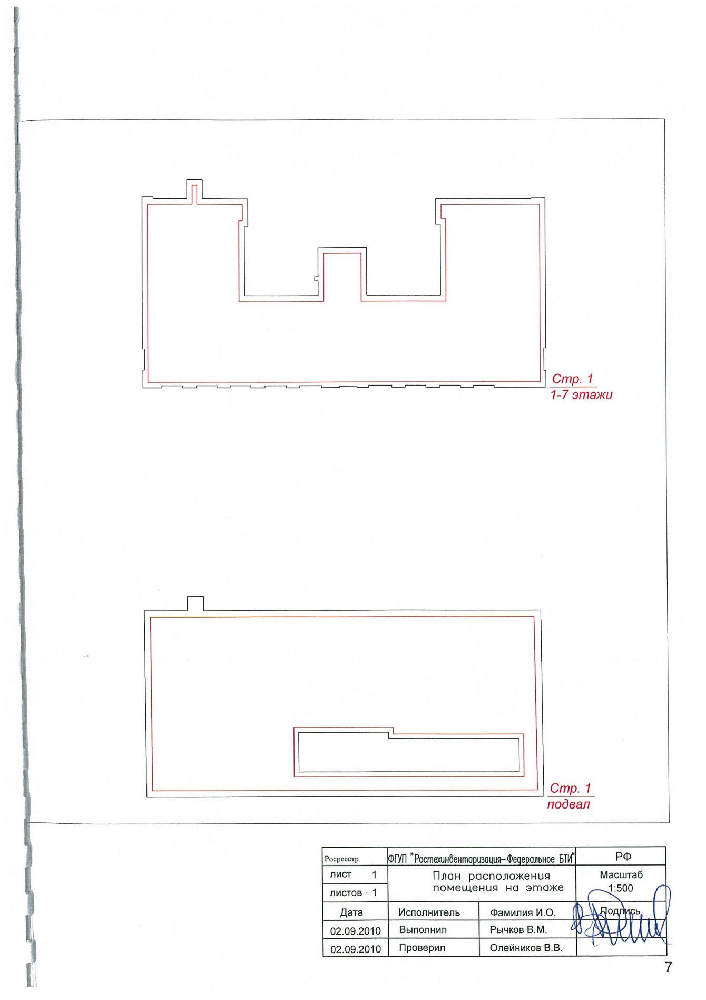 Стр. 1
1-7 этажи
Стр. 1
подвал
Росреестр ФГУП "Ростехинвентаризация-Федеральное БТИ" РФ
лист 1 План расположения Масштаб
помещения на этаже 1:500
листов 1
Дата Исполнитель Фамилия И.О. Подпись
02.09.2010 Выполнил Рычков В.М.
02.09.2010 Проверил Олейников В.В.
7